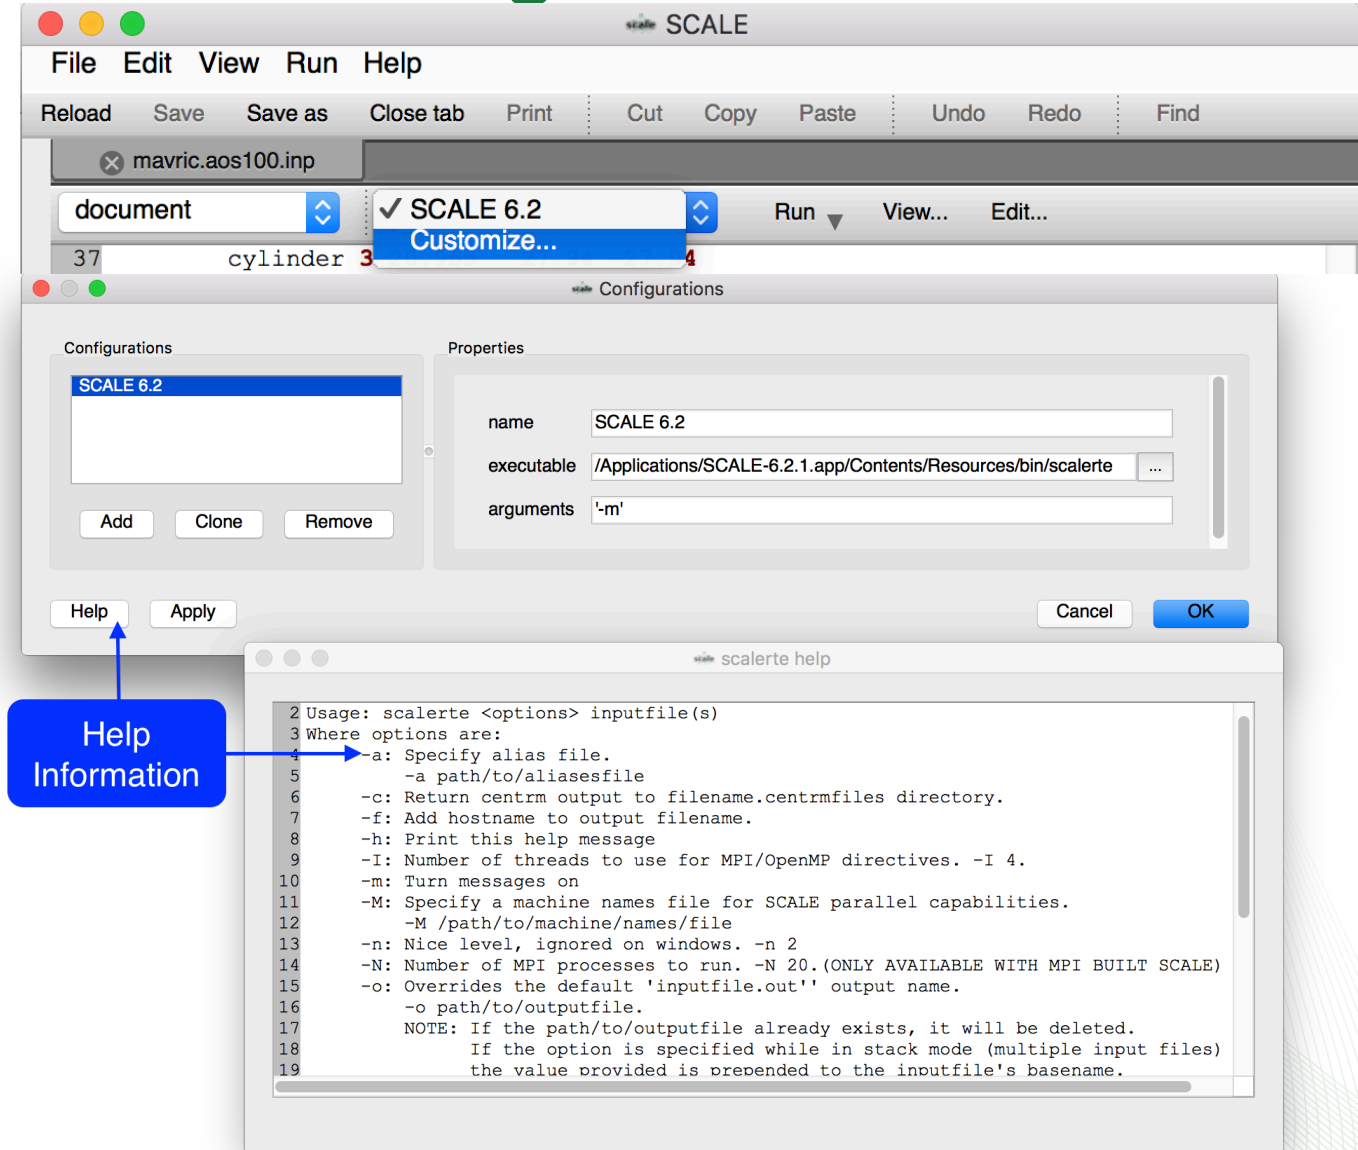 SCALE
File Edit View Run Help
Reload Save Save as Close tab Print Cut Copy Paste Undo Redo Find
mavric.aos100.inp
document ✓ SCALE 6.2 Run View... Edit...
Customize...
37 cylinder 3 4
Configurations
Configurations
Properties
SCALE 6.2
name SCALE 6.2
executable /Applications/SCALE-6.2.1.app/Contents/Resources/bin/scalerte ...
arguments '-m'
Add Clone Remove
Help Apply Cancel OK
scalerte help
Help
Information
2 Usage: scalerte <options> inputfile(s)
3 Where options are:
4 -a: Specify alias file.
5 -a path/to/aliasesfile
6 -c: Return centrm output to filename.centrmfiles directory.
7 -f: Add hostname to output filename.
8 -h: Print this help message
9 -I: Number of threads to use for MPI/OpenMP directives. -I 4.
10 -m: Turn messages on
11 -M: Specify a machine names file for SCALE parallel capabilities.
12 -M /path/to/machine/names/file
13 -n: Nice level, ignored on windows. -n 2
14 -N: Number of MPI processes to run. -N 20.(ONLY AVAILABLE WITH MPI BUILT SCALE)
15 -o: Overrides the default 'inputfile.out'' output name.
16 -o path/to/outputfile.
17 NOTE: If the path/to/outputfile already exists, it will be deleted.
18 If the option is specified while in stack mode (multiple input files)
19 the value provided is prepended to the inputfile's basename.